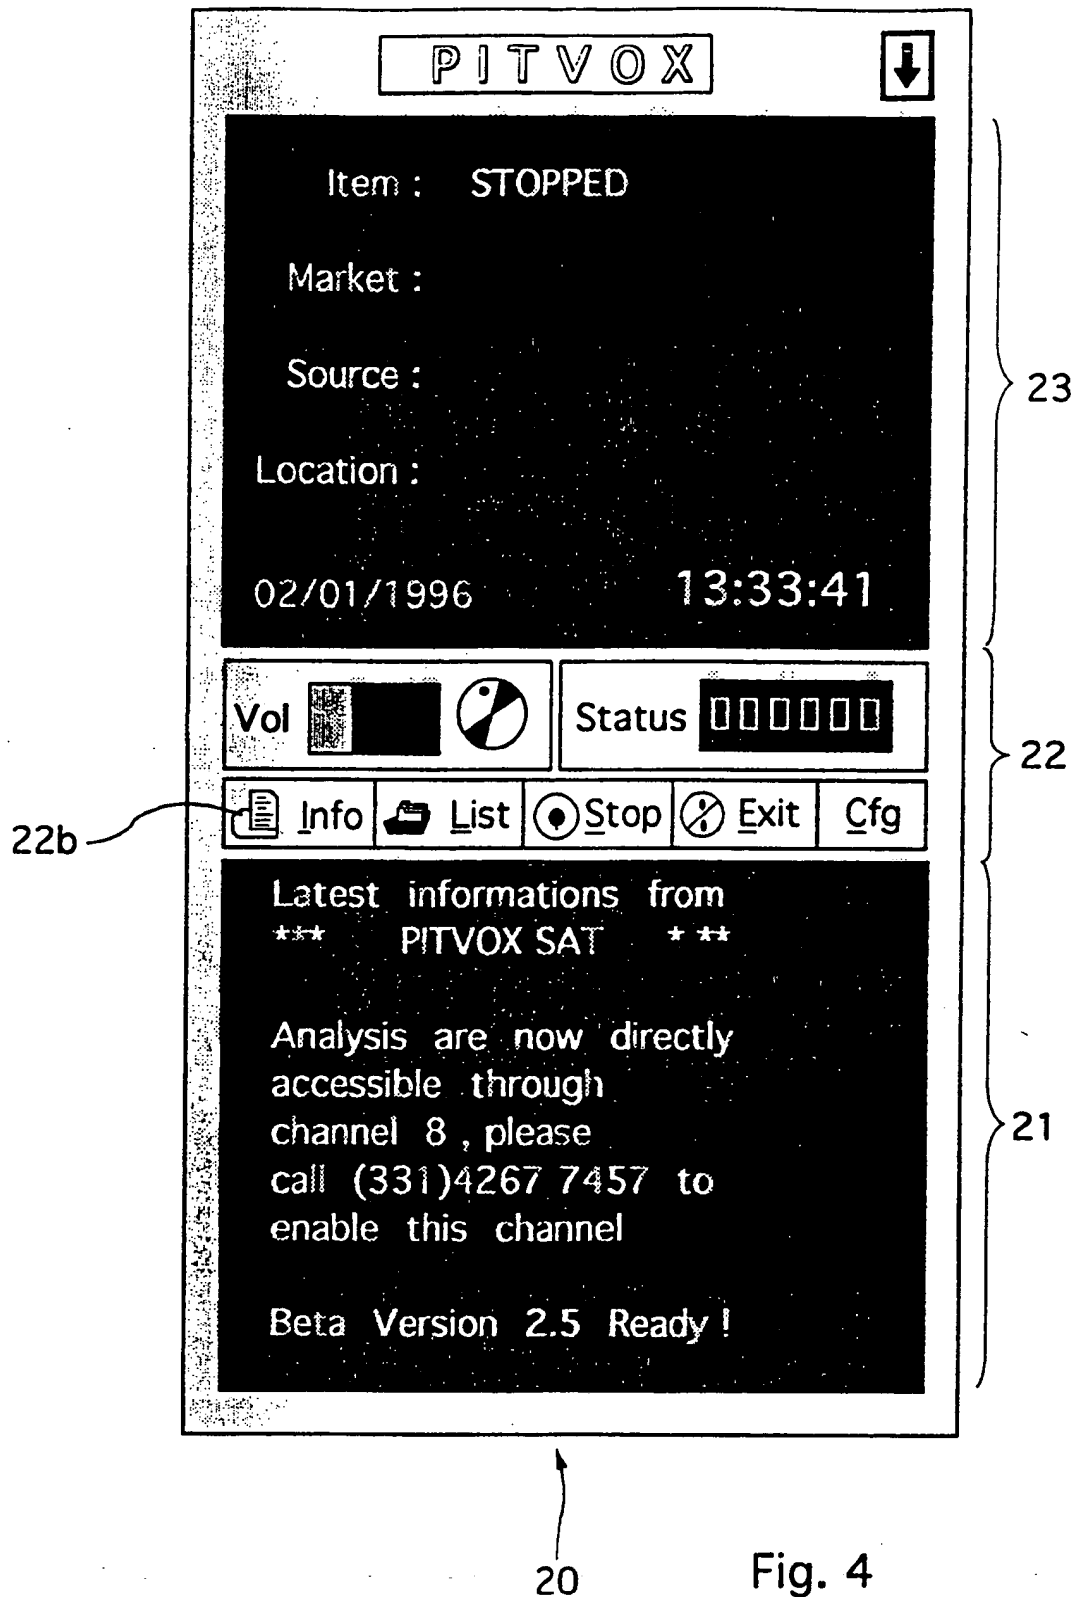 PITVOX
Item : STOPPED
Market :
Source :
Location :
23
02/01/1996 13:33:41
Vol Status 000000
22
Info List Stop Exit Cfg
22b
Latest informations from
*** PITVOX SAT * **
Analysis are now directly
accessible through
channel 8 , please
21
call (331)4267 7457 to
enable this channel
Beta Version 2.5 Ready !
20
Fig. 4